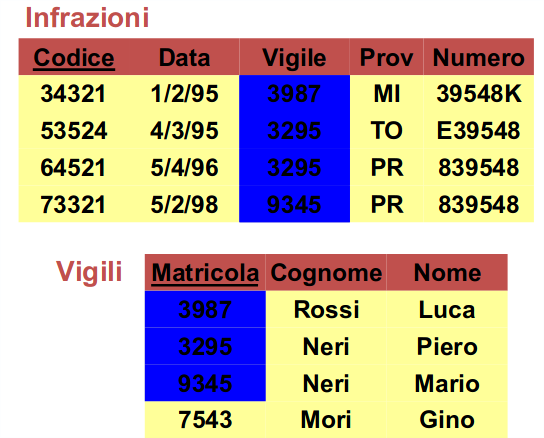 Infrazioni
Codice Data Vigile Prov Numero
34321 1/2/95 3987 MI 39548K
53524 4/3/95 3295 TO E39548
64521 5/4/96 3295 PR 839548
73321 5/2/98 9345 PR 839548
Vigili Matricola Cognome Nome
3987 Rossi Luca
3295 Neri Piero
9345 Neri Mario
7543 Mori Gino